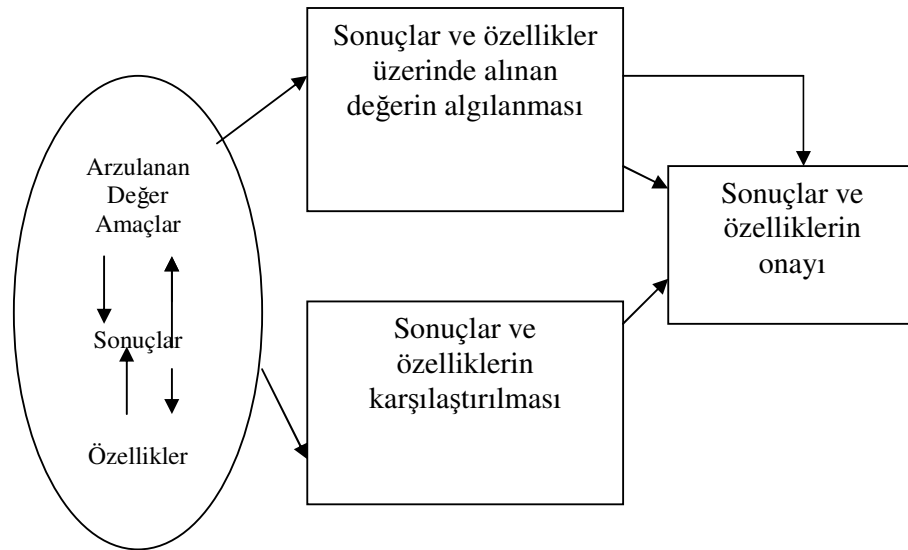 Arzulanan
Değer
Amaçlar
Sonuçlar
Özellikler
Sonuçlar ve özellikler
üzerinde alınan
değerin algılanması
Sonuçlar ve
özelliklerin
karşılaştırılması
Sonuçlar ve
özelliklerin
onayı